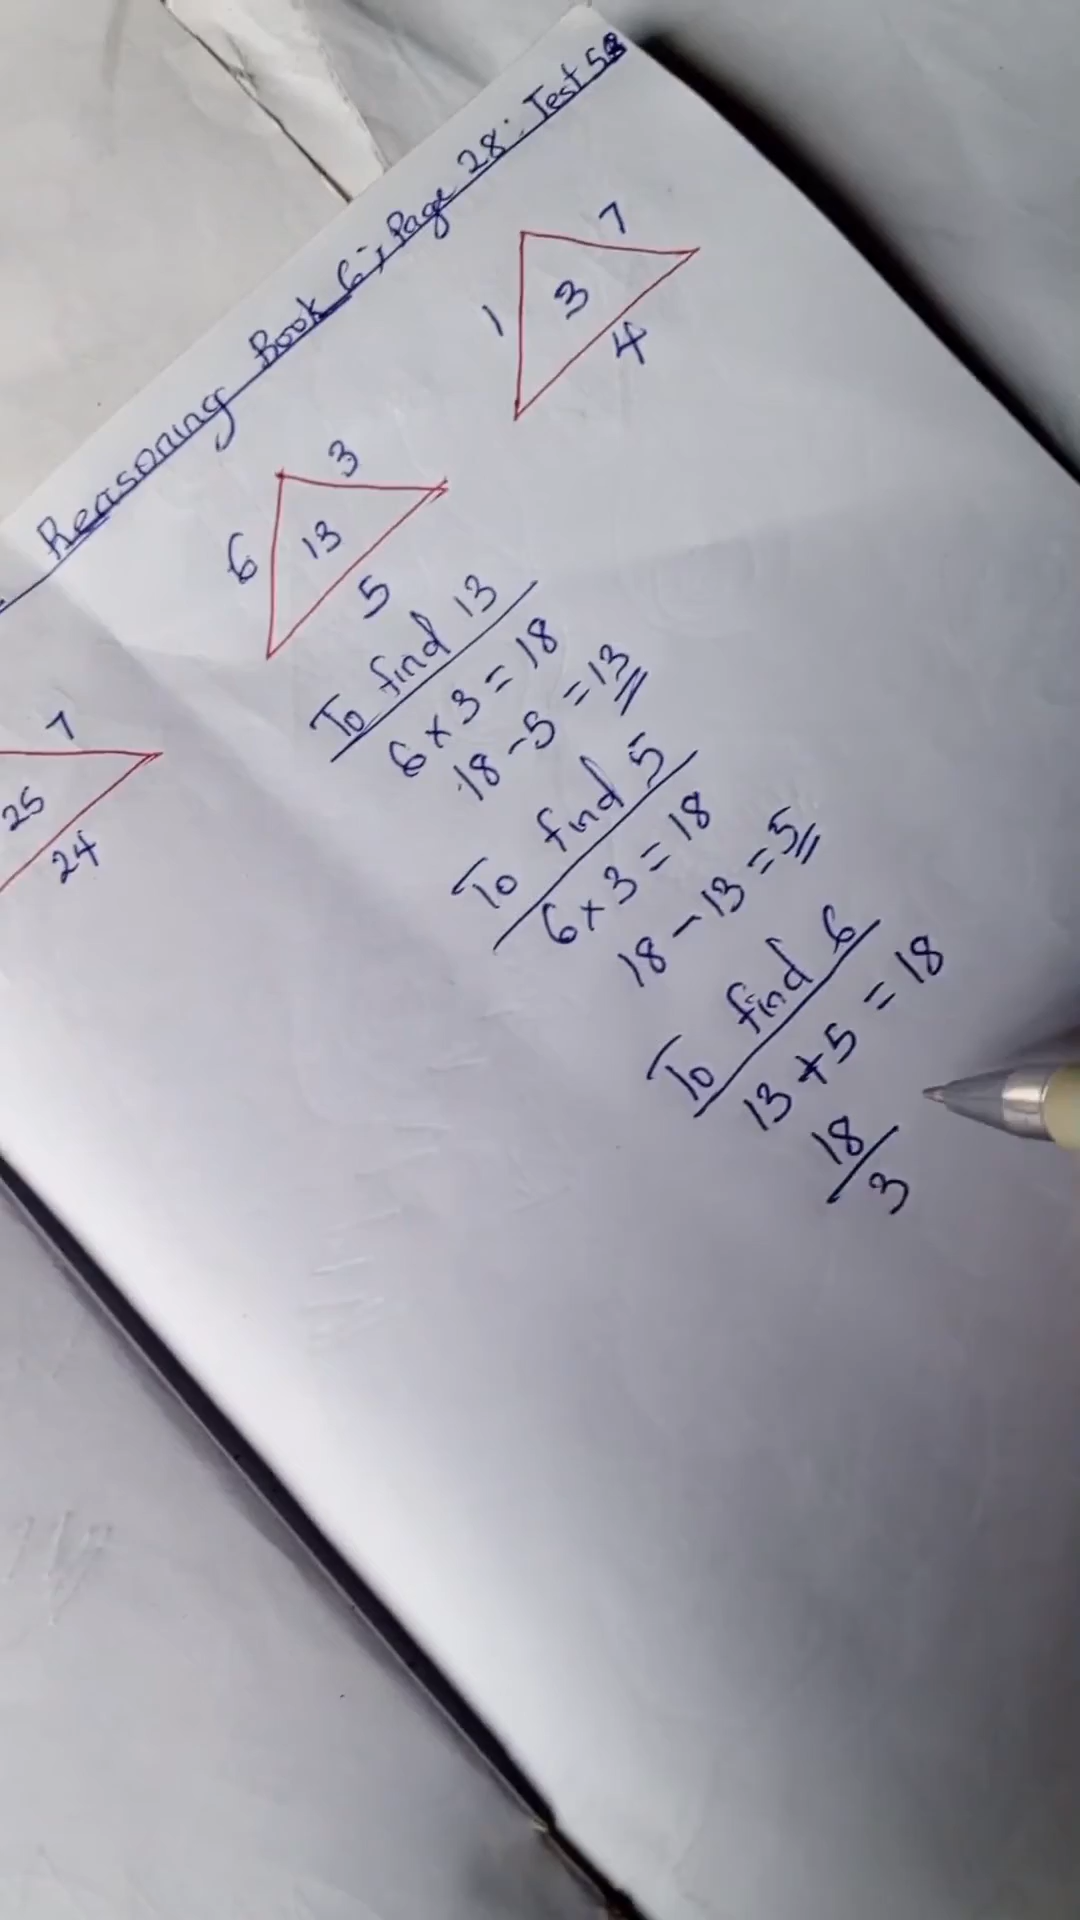 Reasoning Book 6; Page 28: Test 58
7
1
3
4
3
6
13
5
7
25
24
To find 13
6 x 3 = 18
18 - 5 = 13
To find 5
6 x 3 = 18
18 - 13 = 5
To find 6
13 + 5 = 18
18/3